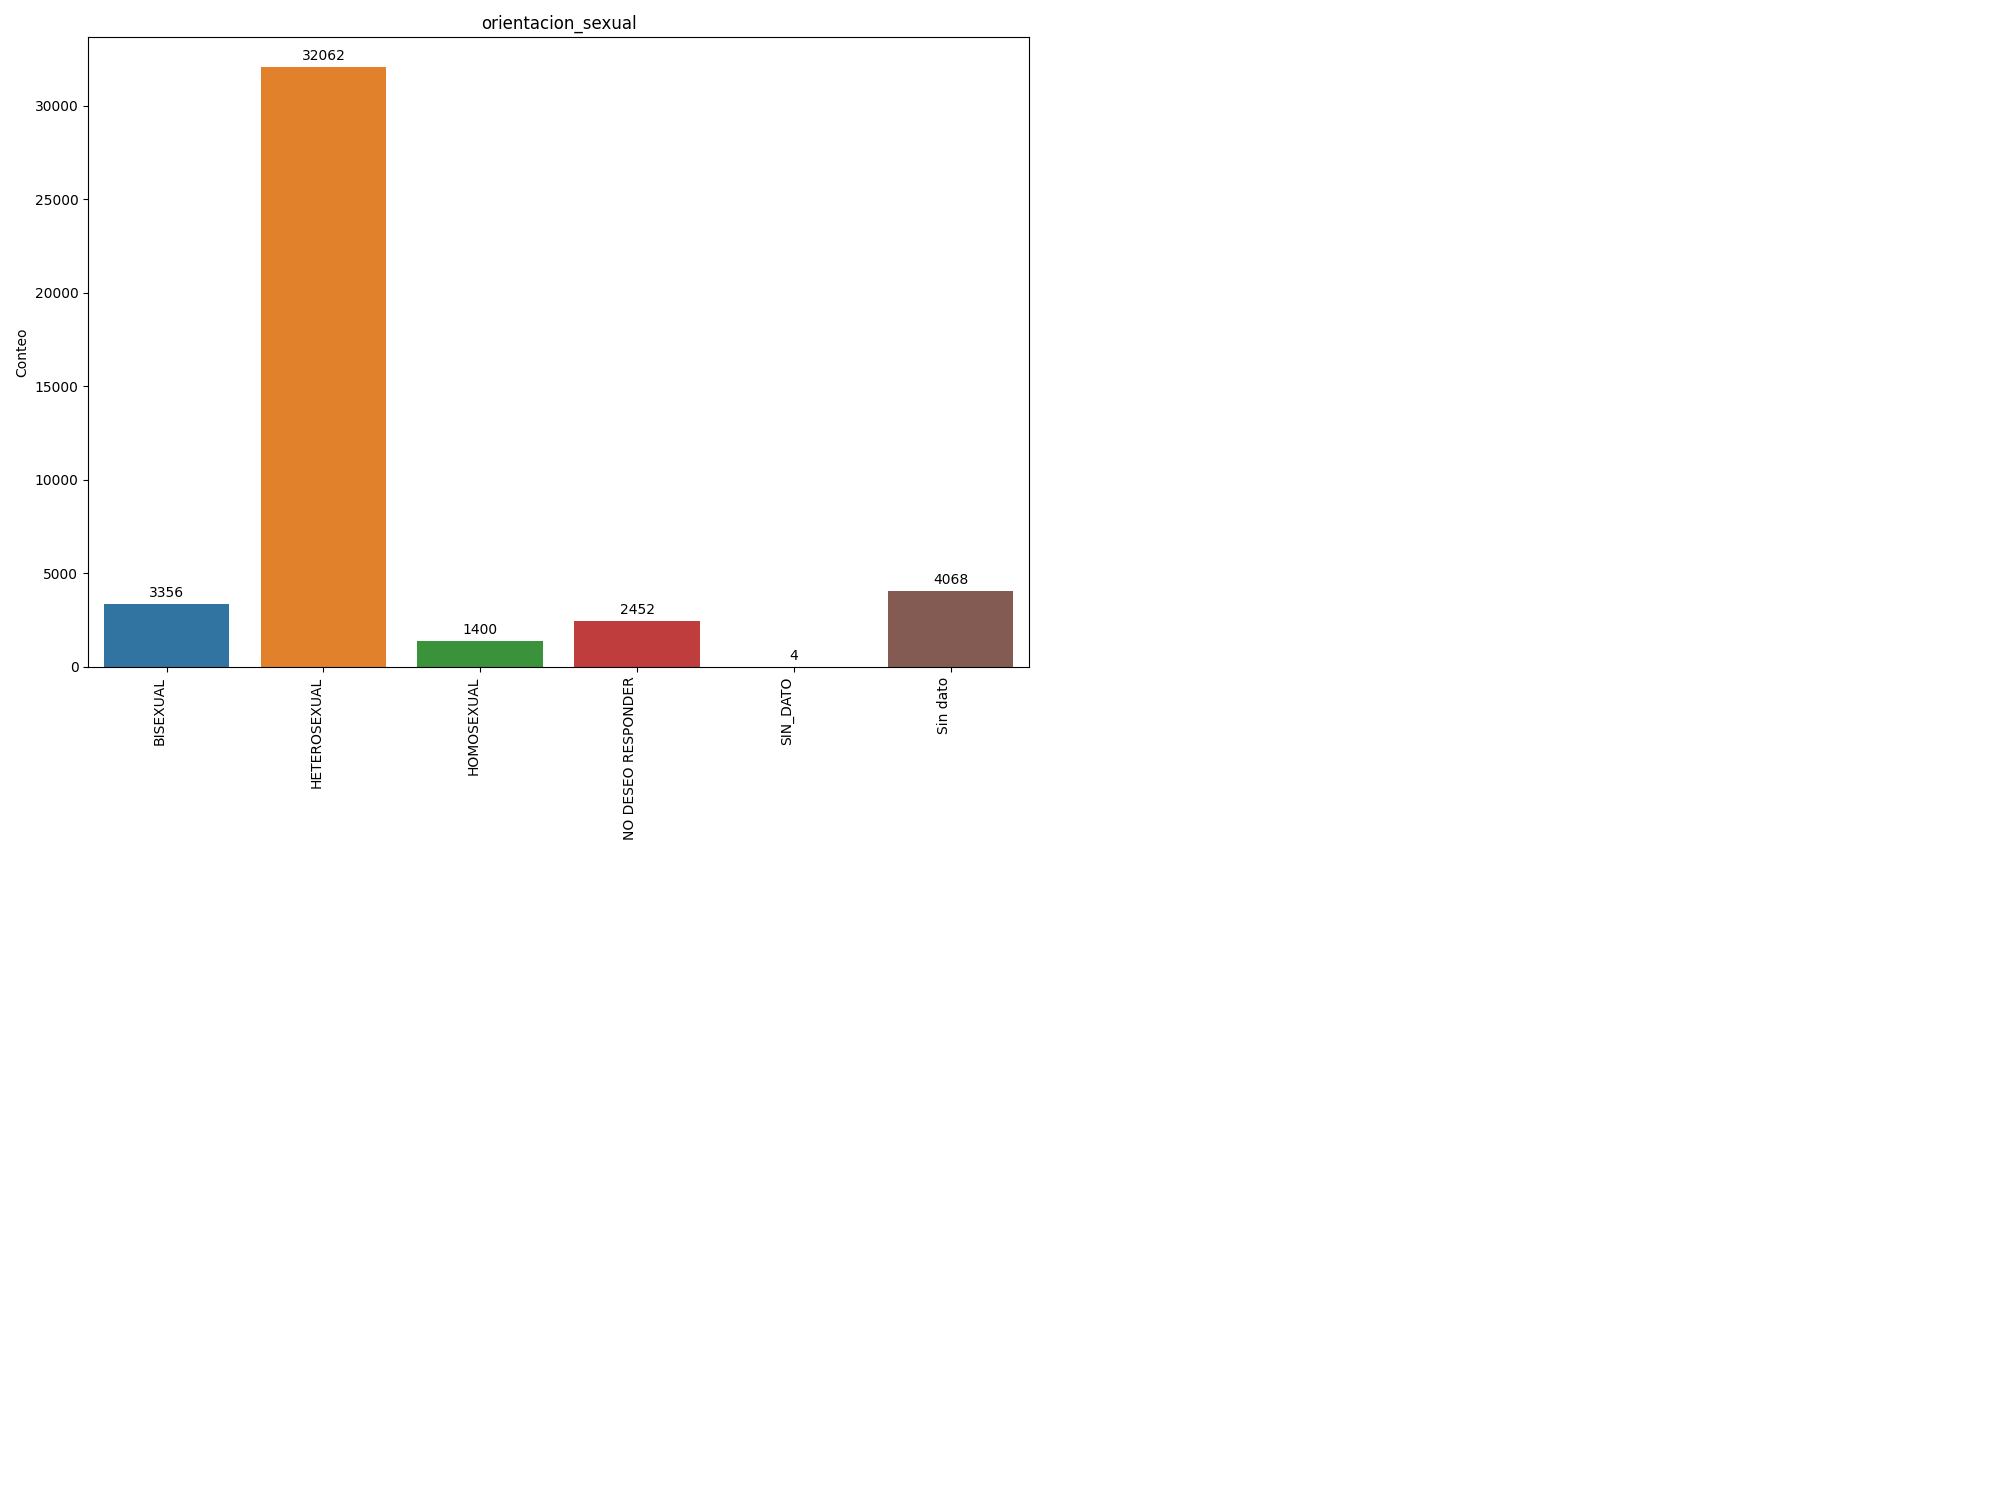 orientacion_sexual
32062
30000
25000
20000
Conteo
15000
10000
5000
4068
3356
2452
1400
4
0
BISEXUAL
HETEROSEXUAL
HOMOSEXUAL
NO DESEO RESPONDER
SIN_DATO
Sin dato